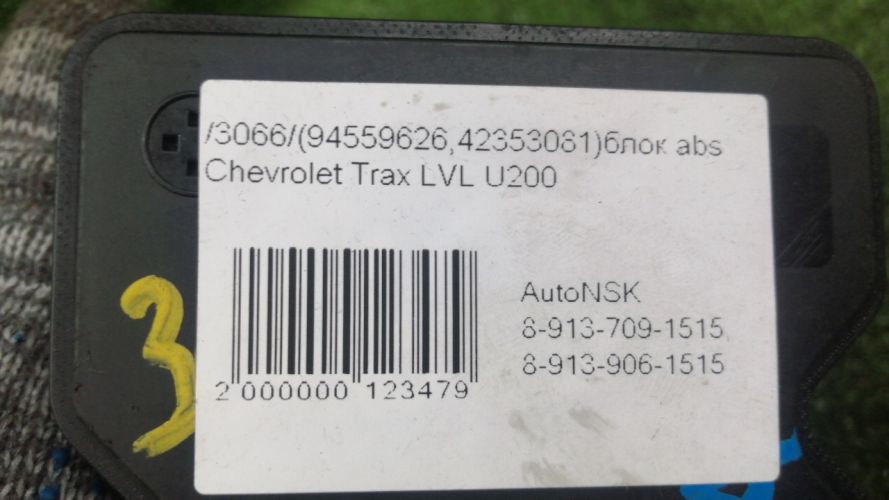 /3066/(94559626,42353081)блок abs
Chevrolet Trax LVL U200
AutoNSK
8-913-709-1515
8-913-906-1515
2 000000 123479
3